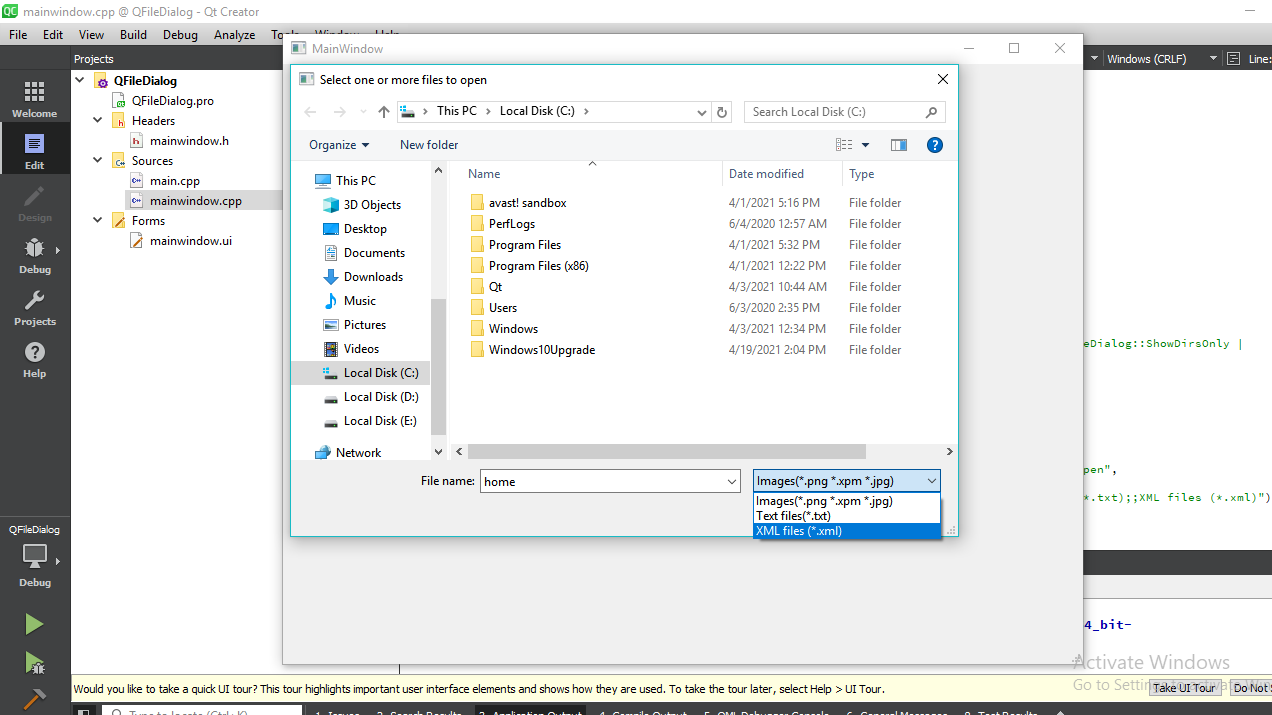 mainwindow.cpp @ QFileDialog - Qt Creator
File Edit View Build Debug Analyze
MainWindow
Projects
Windows (CRLF)
Line:
Select one or more files to open
QFileDialog
QFileDialog.pro
Headers
mainwindow.h
Sources
main.cpp
mainwindow.cpp
Forms
mainwindow.ui
Welcome
Edit
Design
Debug
Projects
Help
This PC > Local Disk (C:) >
Search Local Disk (C:)
Organize
New folder
This PC
3D Objects
Desktop
Documents
Downloads
Music
Pictures
Videos
Local Disk (C:)
Local Disk (D:)
Local Disk (E:)
Network
Name Date modified Type
avast! sandbox 4/1/2021 5:16 PM File folder
PerfLogs 6/4/2020 12:57 AM File folder
Program Files 4/1/2021 5:32 PM File folder
Program Files (x86) 4/1/2021 12:22 PM File folder
Qt 4/3/2021 10:44 AM File folder
Users 6/3/2020 2:35 PM File folder
Windows 4/3/2021 12:34 PM File folder
Windows10Upgrade 4/19/2021 2:04 PM File folder
File name: home
Images(*.png *.xpm *.jpg)
Images(*.png *.xpm *.jpg)
Text files(*.txt)
XML files (*.xml)
eDialog::ShowDirsOnly |
pen",
*.txt);;XML files (*.xml)")
4_bit-
QFileDialog
Debug
Activate Windows
Would you like to take a quick UI tour? This tour highlights important user interface elements and shows how they are used. To take the tour later, select Help > UI Tour.
Take UI Tour
Do Not